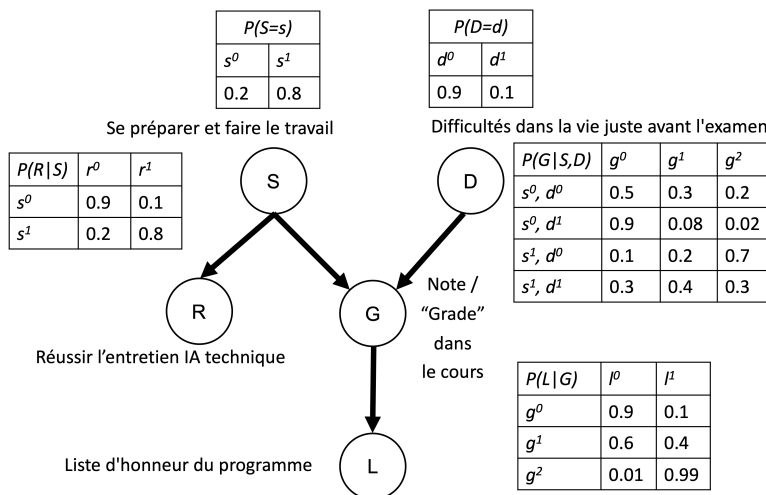 P(S=s)
s⁰ s¹
0.2 0.8
P(D=d)
d⁰ d¹
0.9 0.1
Se préparer et faire le travail
Difficultés dans la vie juste avant l'examen
P(R|S) r⁰ r¹
s⁰ 0.9 0.1
s¹ 0.2 0.8
S
D
P(G|S,D) g⁰ g¹ g²
s⁰, d⁰ 0.5 0.3 0.2
s⁰, d¹ 0.9 0.08 0.02
s¹, d⁰ 0.1 0.2 0.7
s¹, d¹ 0.3 0.4 0.3
R
G
Note /
“Grade”
dans
le cours
Réussir l’entretien IA technique
P(L|G) l⁰ l¹
g⁰ 0.9 0.1
g¹ 0.6 0.4
g² 0.01 0.99
Liste d'honneur du programme
L